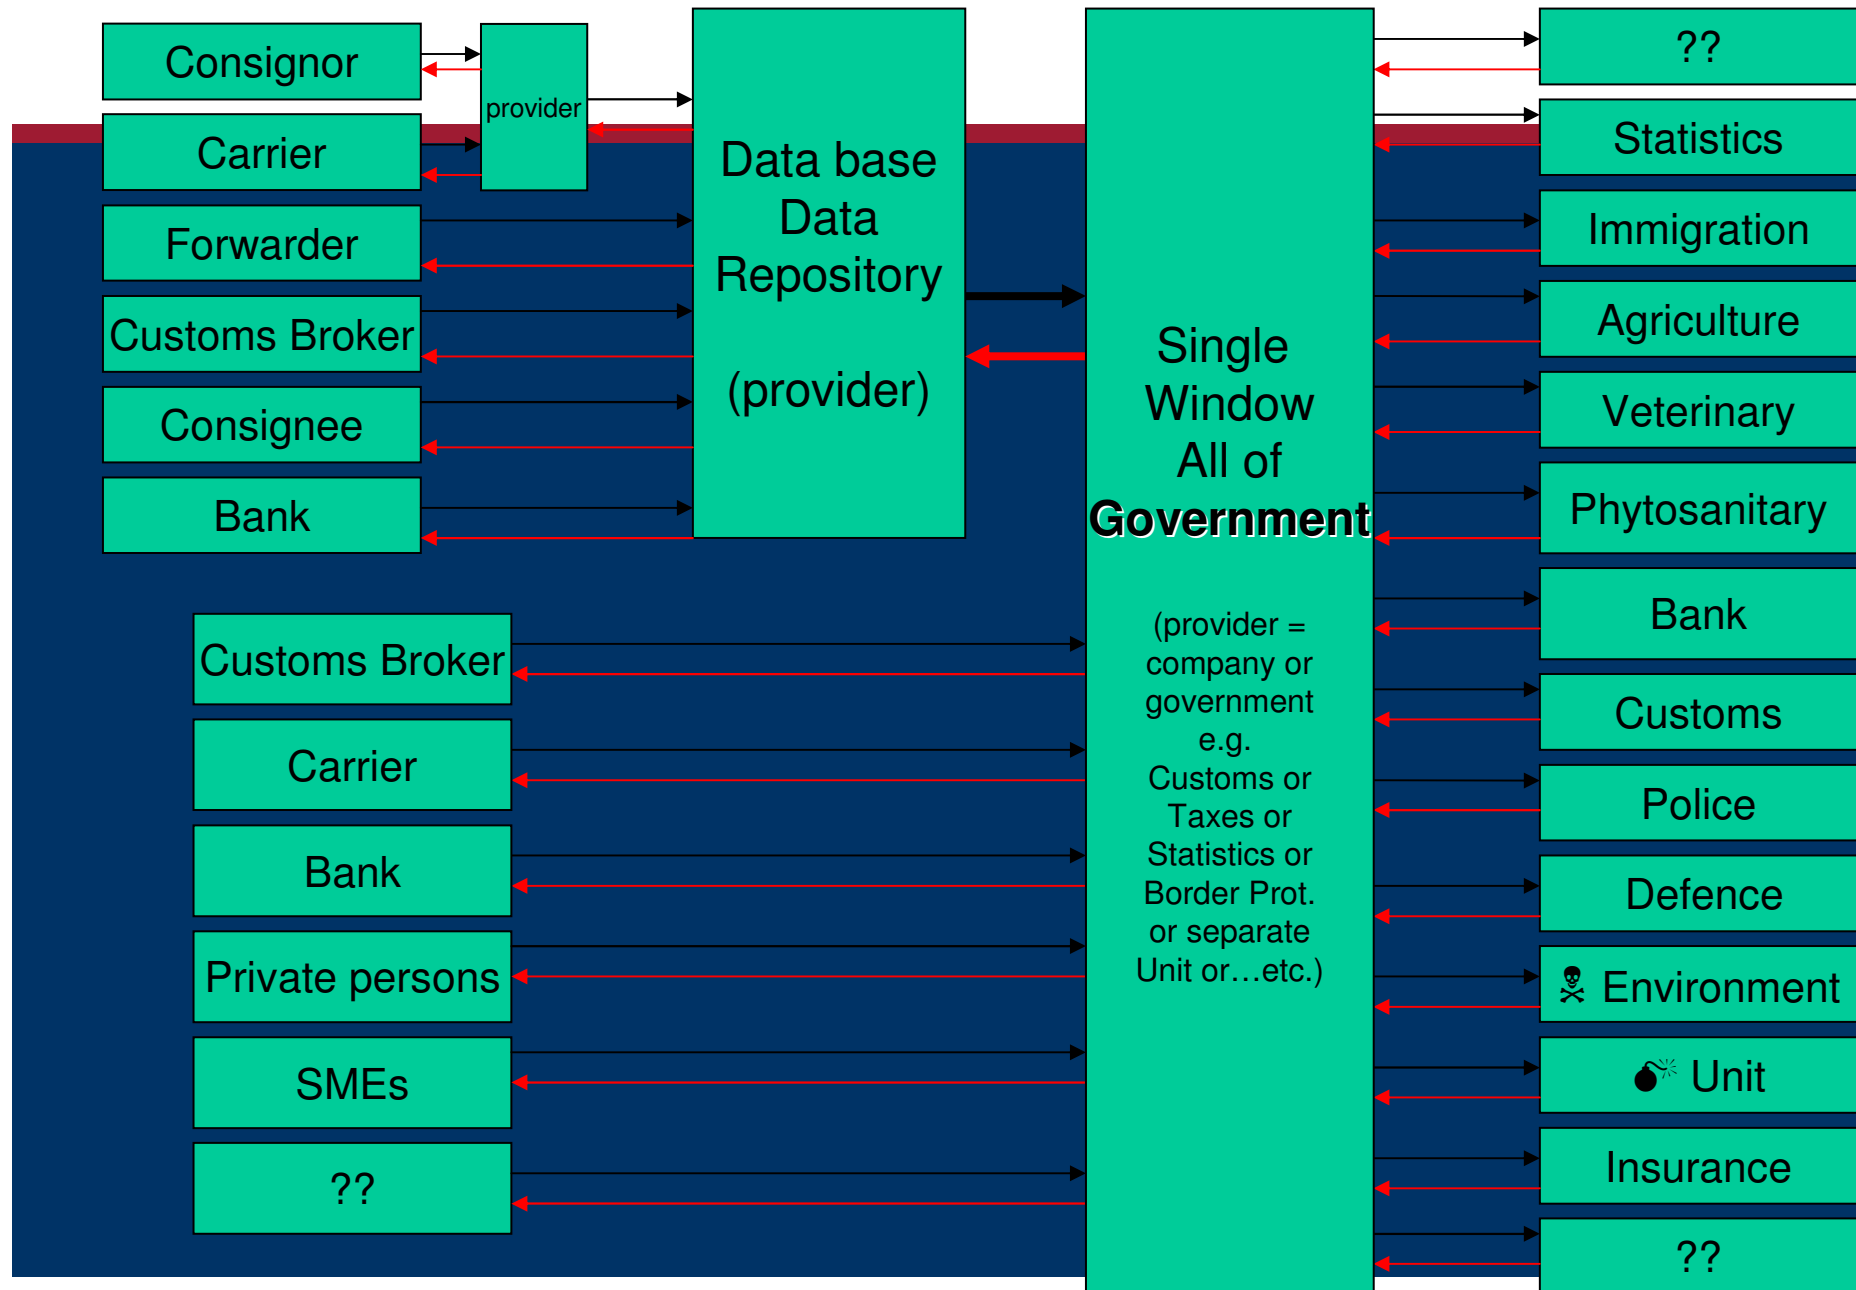 Consignor
Carrier
Forwarder
Customs Broker
Consignee
Bank
provider
Data base
Data
Repository
(provider)
Customs Broker
Carrier
Bank
Private persons
SMEs
??
Single
Window
All of
Government
(provider =
company or
government
e.g.
Customs or
Taxes or
Statistics or
Border Prot.
or separate
Unit or…etc.)
??
Statistics
Immigration
Agriculture
Veterinary
Phytosanitary
Bank
Customs
Police
Defence
☠ Environment
💣 Unit
Insurance
??